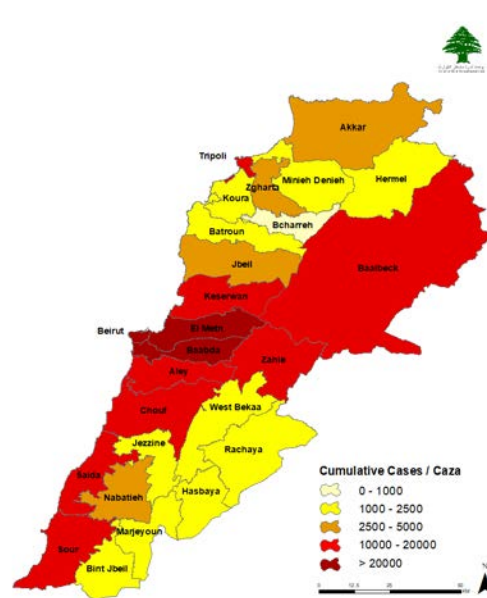 Akkar
Tripoli
Zgharta
Minieh Denieh
Hermel
Koura
Bcharreh
Batroun
Baalbeck
Jbeil
Keserwan
Beirut
El Metn
Baabda
Zahle
Aley
Chouf
West Bekaa
Jezzine
Rachaya
Saida
Hasbaya
Nabatieh
Marjeyoun
Sour
Bint Jbeil
Cumulative Cases / Caza
0 - 1000
1000 - 2500
2500 - 5000
10000 - 20000
> 20000